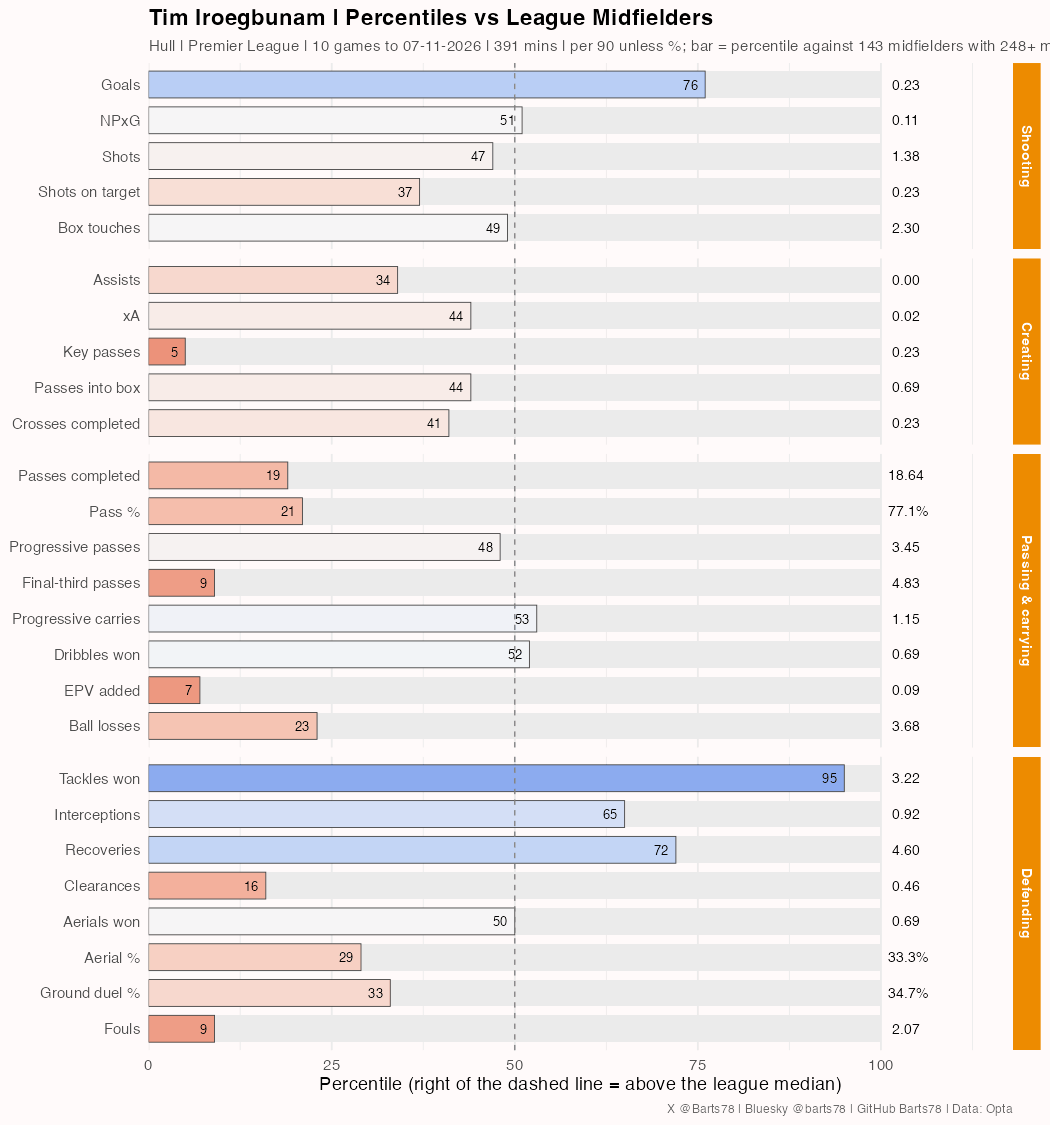 Tim Iroegbunam | Percentiles vs League Midfielders
Hull | Premier League | 10 games to 07-11-2026 | 391 mins | per 90 unless %; bar = percentile against 143 midfielders with 248+ m
Goals 76 0.23
NPxG 51 0.11
Shots 47 1.38
Shots on target 37 0.23
Box touches 49 2.30
Shooting
Assists 34 0.00
xA 44 0.02
Key passes 5 0.23
Passes into box 44 0.69
Crosses completed 41 0.23
Creating
Passes completed 19 18.64
Pass % 21 77.1%
Progressive passes 48 3.45
Final-third passes 9 4.83
Progressive carries 53 1.15
Dribbles won 52 0.69
EPV added 7 0.09
Ball losses 23 3.68
Passing & carrying
Tackles won 95 3.22
Interceptions 65 0.92
Recoveries 72 4.60
Clearances 16 0.46
Aerials won 50 0.69
Aerial % 29 33.3%
Ground duel % 33 34.7%
Fouls 9 2.07
Defending
0 25 50 75 100
Percentile (right of the dashed line = above the league median)
X @Barts78 | Bluesky @barts78 | GitHub Barts78 | Data: Opta